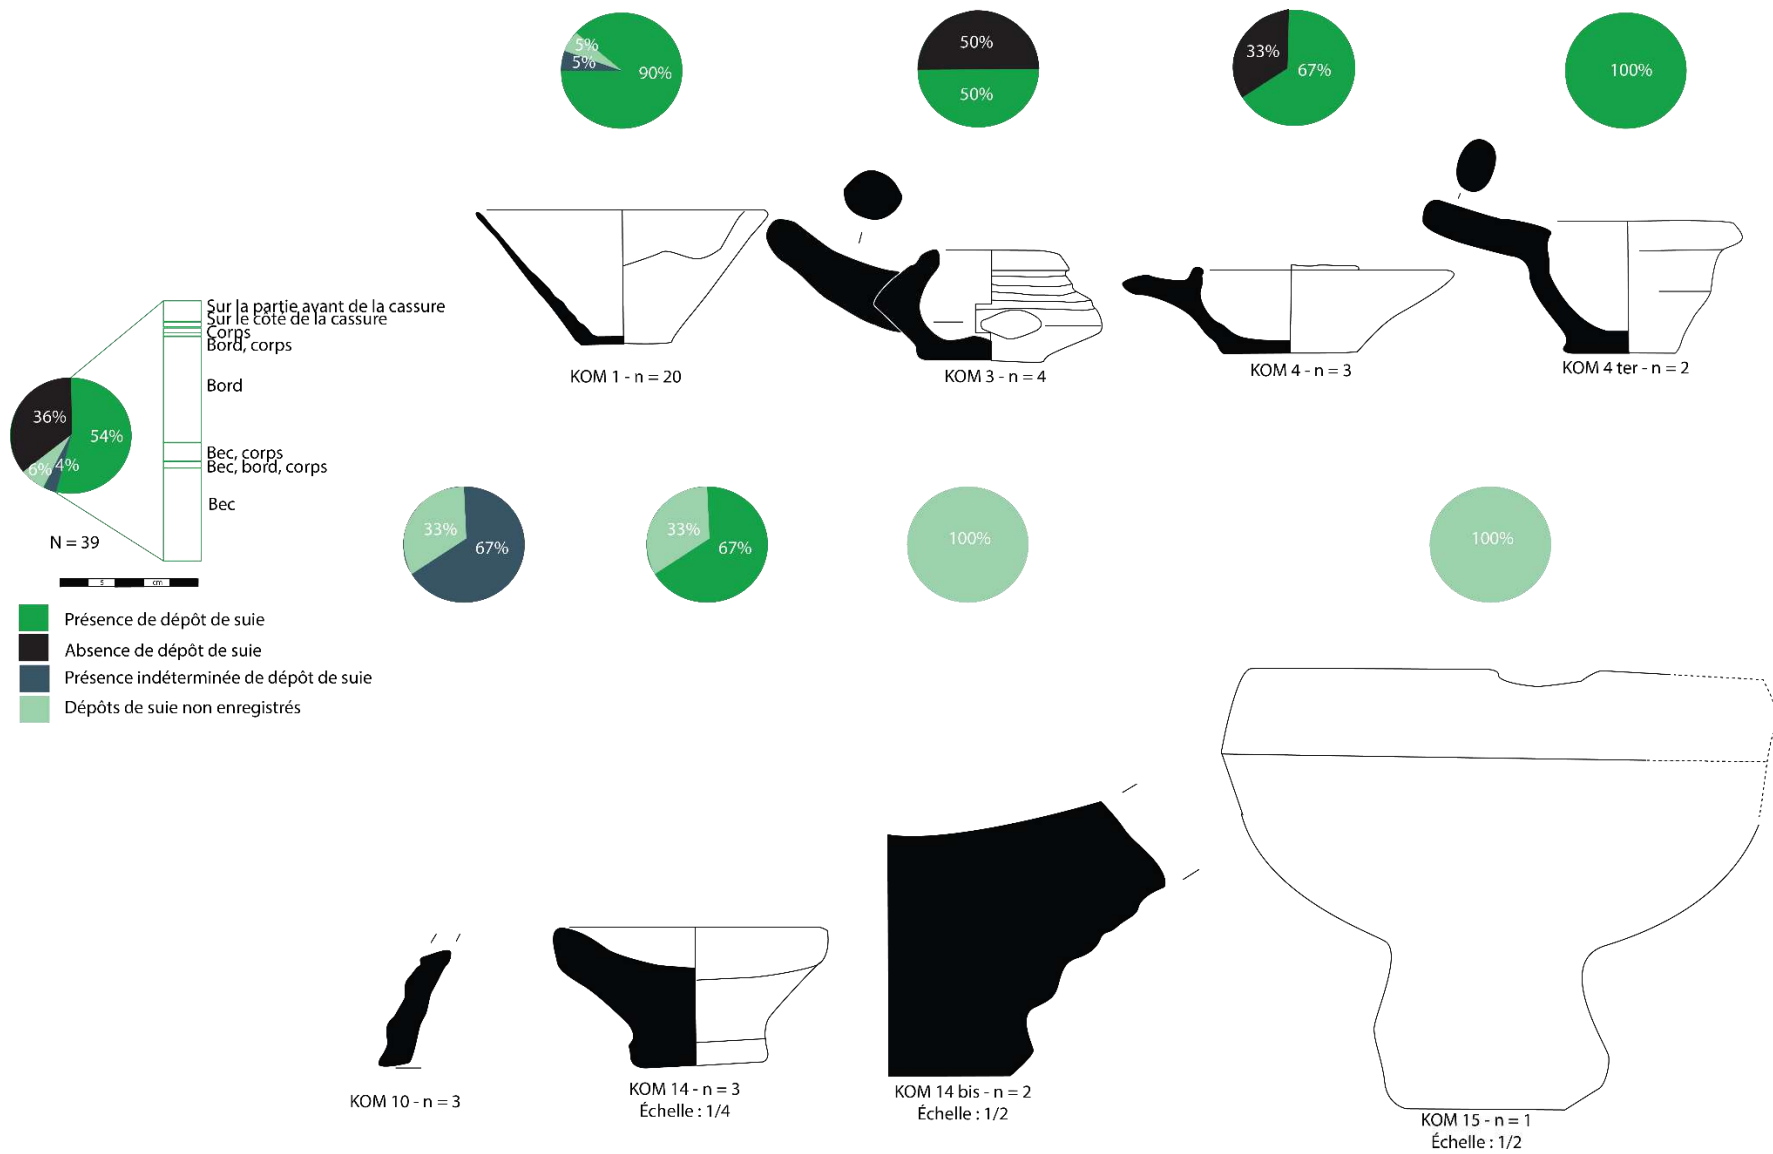 5%
5%
90%
50%
50%
33%
67%
100%
KOM 1 - n = 20
KOM 3 - n = 4
KOM 4 - n = 3
KOM 4 ter - n = 2
Sur la partie avant de la cassure
Sur le côté de la cassure
Corps
Bord, corps
Bord
Bec, corps
Bec, bord, corps
Bec
36%
54%
6%
4%
N = 39
5 cm
Présence de dépôt de suie
Absence de dépôt de suie
Présence indéterminée de dépôt de suie
Dépôts de suie non enregistrés
33%
67%
33%
67%
100%
100%
KOM 10 - n = 3
KOM 14 - n = 3
Échelle : 1/4
KOM 14 bis - n = 2
Échelle : 1/2
KOM 15 - n = 1
Échelle : 1/2